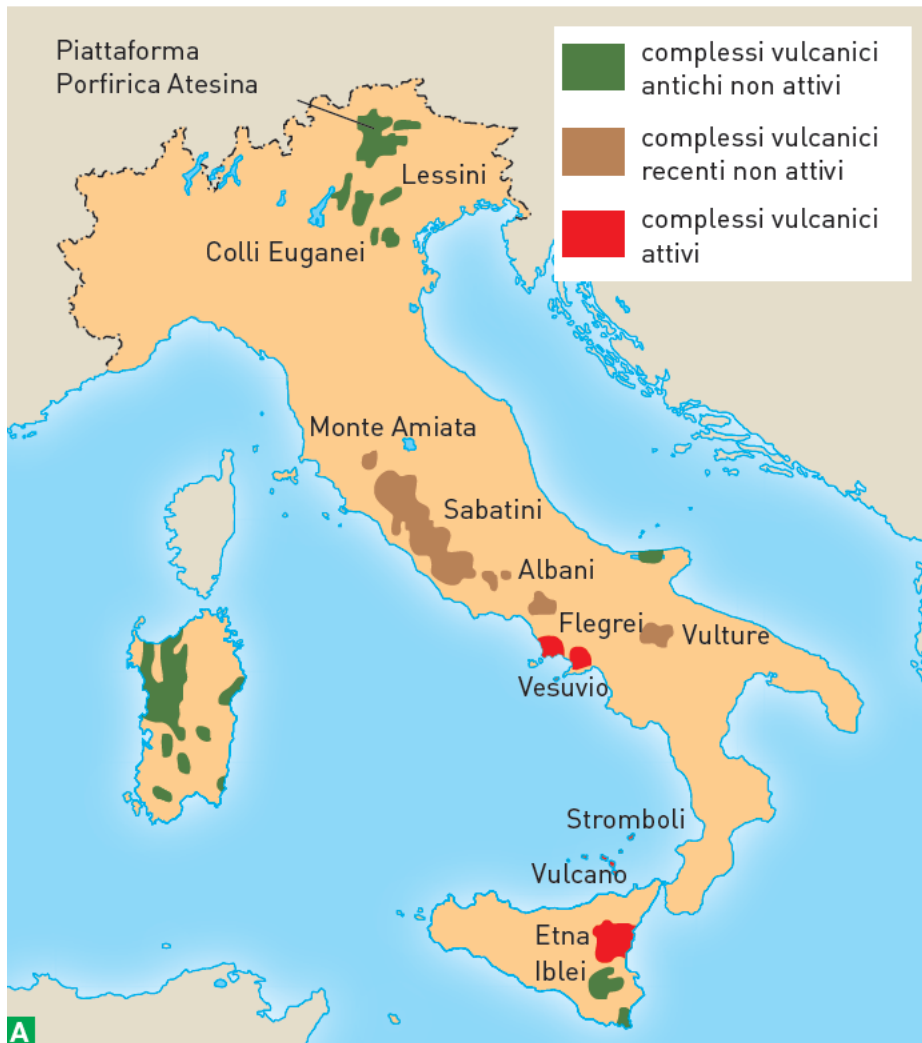 Piattaforma
Porfirica Atesina
complessi vulcanici
antichi non attivi
complessi vulcanici
recenti non attivi
complessi vulcanici
attivi
Lessini
Colli Euganei
Monte Amiata
Sabatini
Albani
Flegrei
Vulture
Vesuvio
Stromboli
Vulcano
Etna
Iblei
A